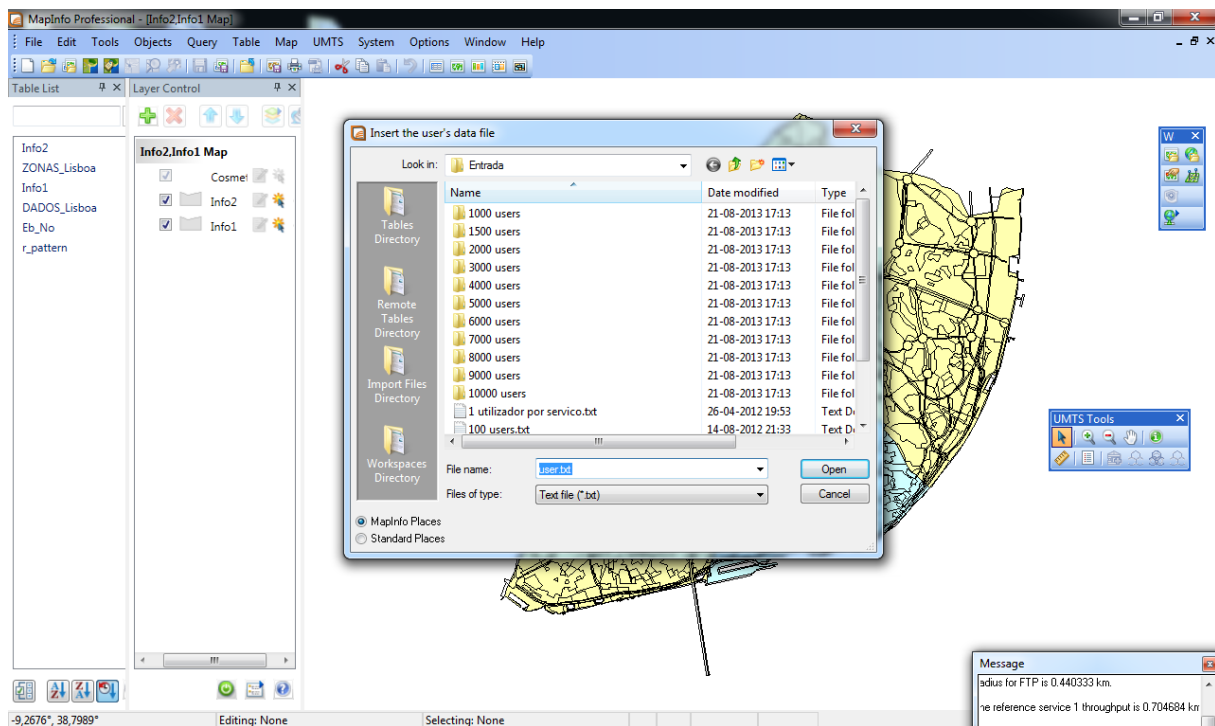 MapInfo Professional - [Info2,Info1 Map]
File Edit Tools Objects Query Table Map UMTS System Options Window Help
Table List
Layer Control
Info2
ZONAS_Lisboa
Info1
DADOS_Lisboa
Eb_No
r_pattern
Info2,Info1 Map
Cosmet
Info2
Info1
Insert the user's data file
Look in: Entrada
Tables
Directory
Remote
Tables
Directory
Import Files
Directory
Workspaces
Directory
Name Date modified Type
1000 users 21-08-2013 17:13 File fol
1500 users 21-08-2013 17:13 File fol
2000 users 21-08-2013 17:13 File fol
3000 users 21-08-2013 17:13 File fol
4000 users 21-08-2013 17:13 File fol
5000 users 21-08-2013 17:13 File fol
6000 users 21-08-2013 17:13 File fol
7000 users 21-08-2013 17:13 File fol
8000 users 21-08-2013 17:13 File fol
9000 users 21-08-2013 17:13 File fol
10000 users 21-08-2013 17:13 File fol
1 utilizador por servico.txt 26-04-2012 19:53 Text D
100 users.txt 14-08-2012 21:33 Text D
File name: user.txt Open
Files of type: Text file (*.txt) Cancel
MapInfo Places
Standard Places
W
UMTS Tools
Message
adius for FTP is 0.440333 km.
he reference service 1 throughput is 0.704684 km
-9,2676°, 38,7989° Editing: None Selecting: None